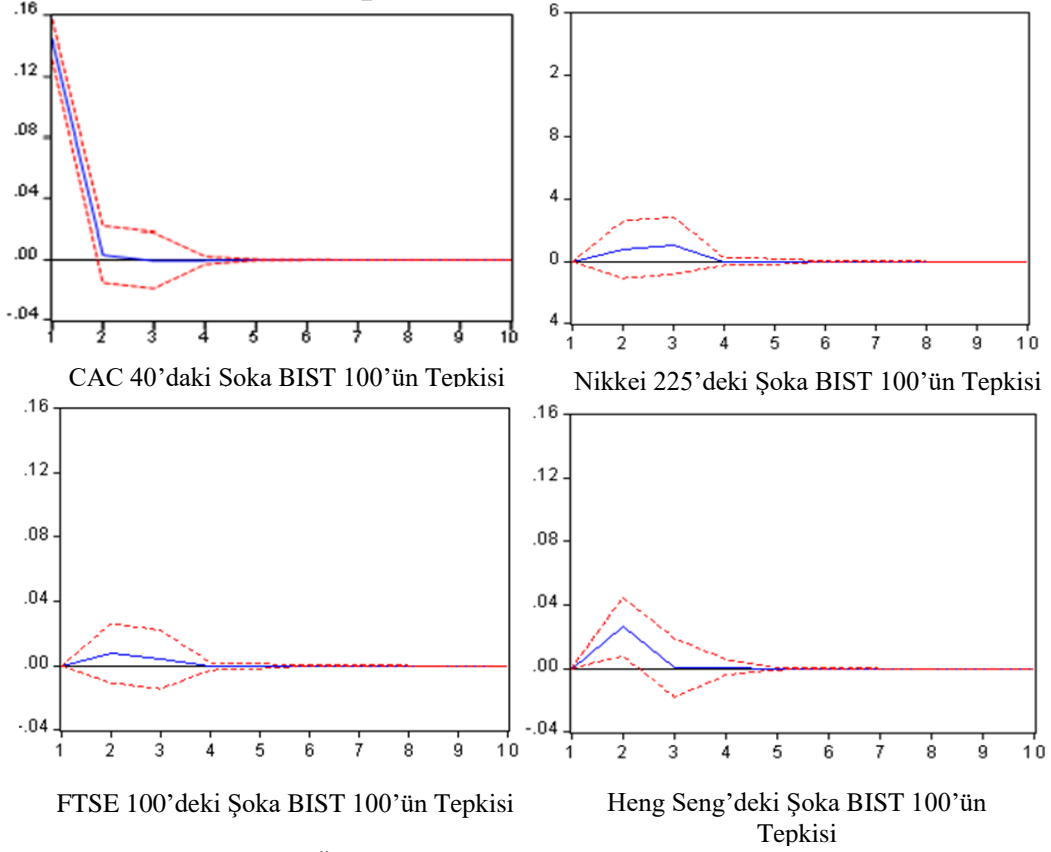 .16
.12
.08
.04
.00
-.04
1 2 3 4 5 6 7 8 9 10
6
2
8
4
0
4
1 2 3 4 5 6 7 8 9 10
CAC 40’daki Soka BIST 100’ün Tepkisi
Nikkei 225’deki Şoka BIST 100’ün Tepkisi
.16
.12
.08
.04
.00
-.04
1 2 3 4 5 6 7 8 9 10
.16
.12
.08
.04
.00
-.04
1 2 3 4 5 6 7 8 9 10
FTSE 100’deki Şoka BIST 100’ün Tepkisi
Heng Seng’deki Şoka BIST 100’ün
Tepkisi